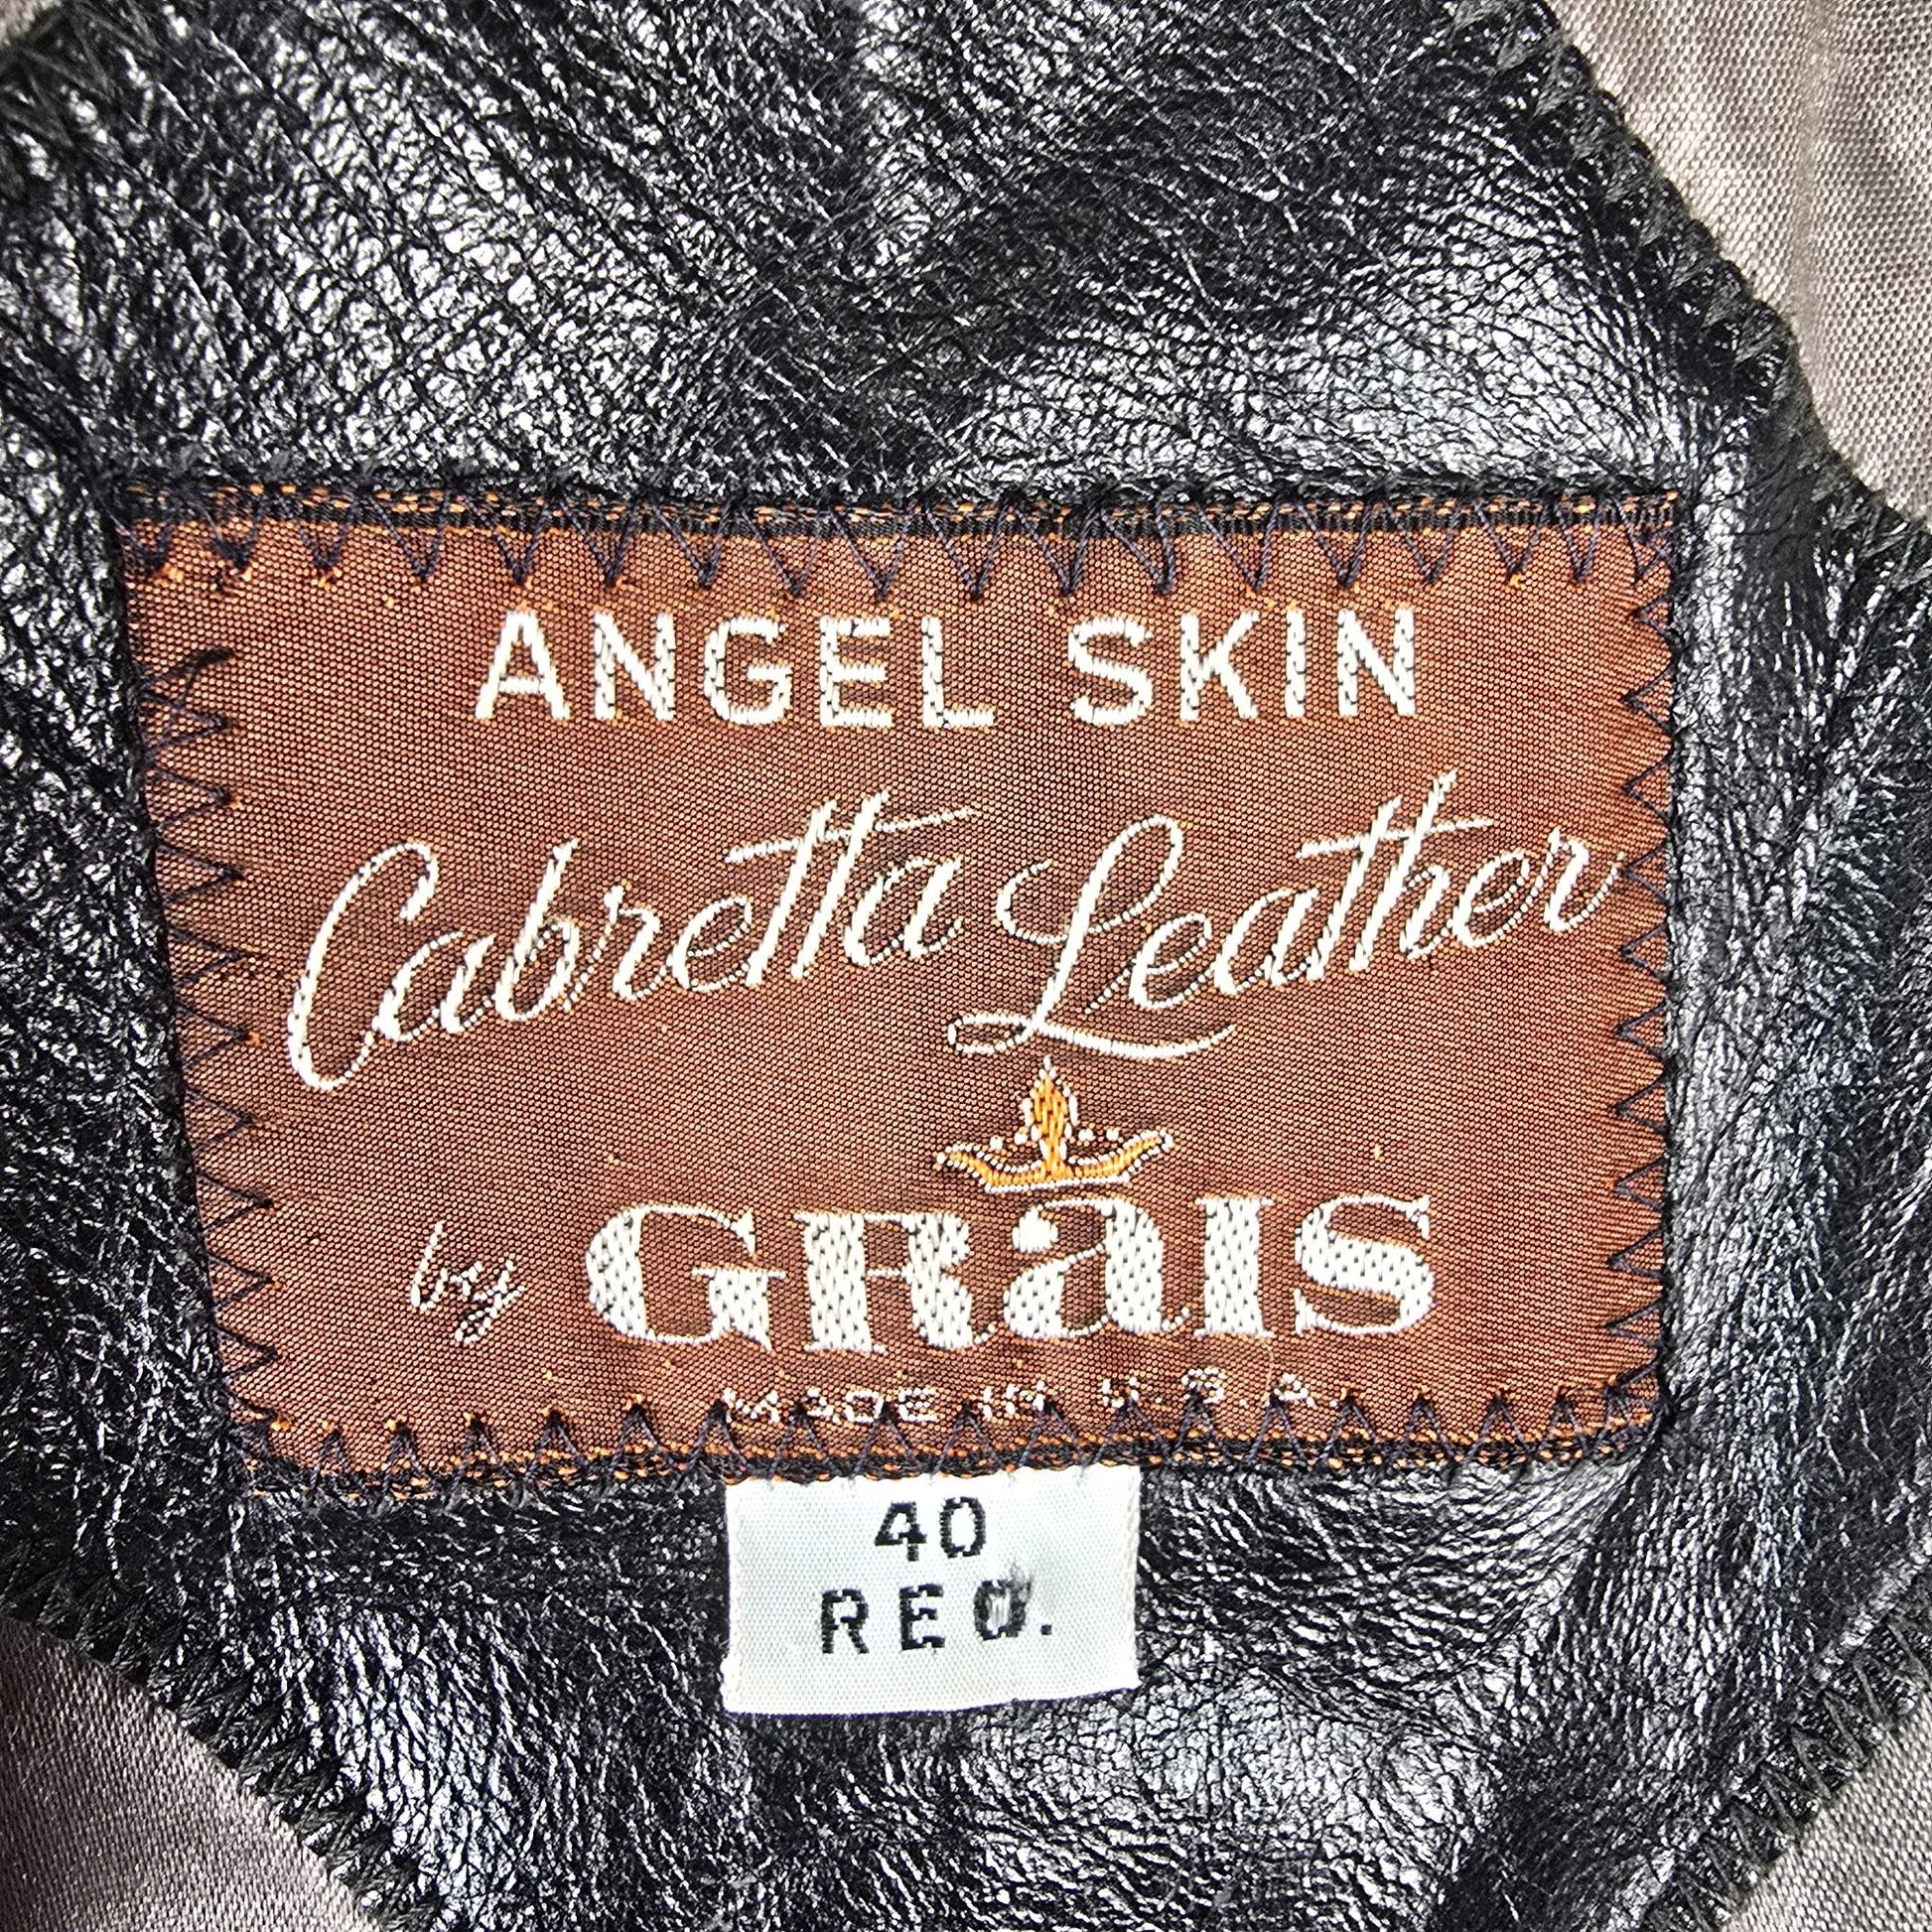 ANGEL SKIN
Cabretta Leather
by GRaIS
MADE IN U.S.A.
40
REG.